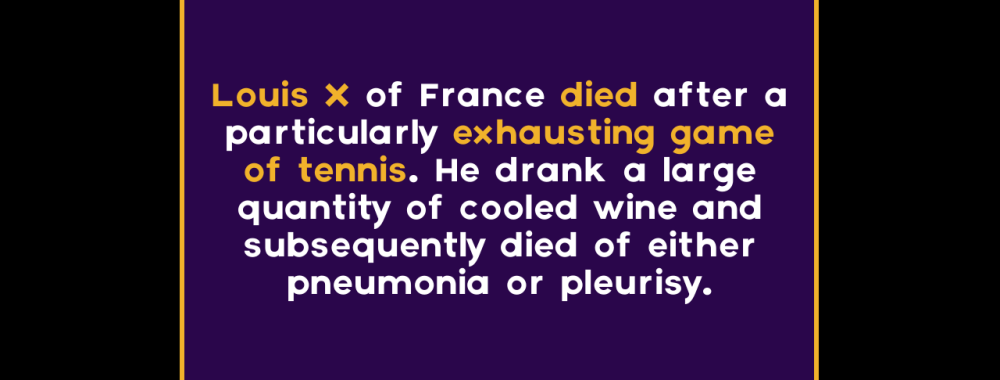 Louis X of France died after a
particularly exhausting game
of tennis. He drank a large
quantity of cooled wine and
subsequently died of either
pneumonia or pleurisy.